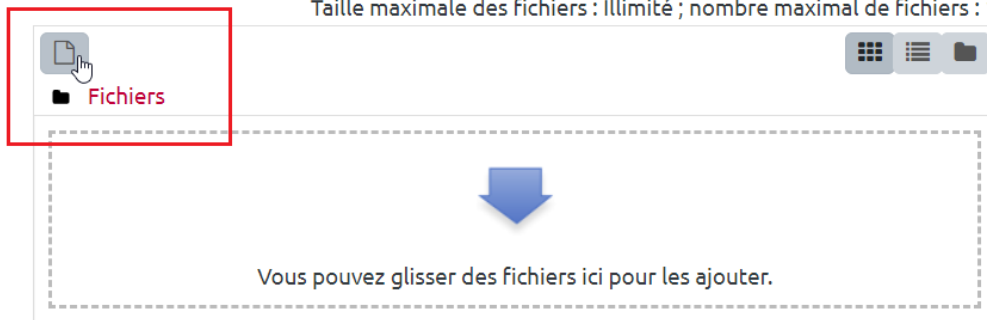 Taille maximale des fichiers : Illimité ; nombre maximal de fichiers :
Fichiers
Vous pouvez glisser des fichiers ici pour les ajouter.